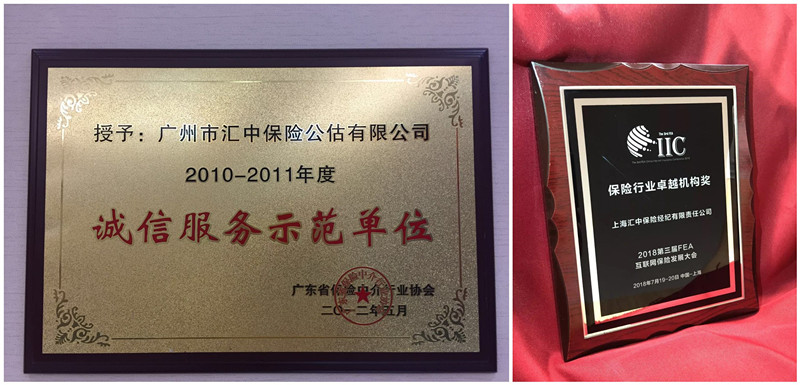 授予：广州市汇中保险公估有限公司
2010-2011年度
诚信服务示范单位
广东省保险中介行业协会
二〇一二年五月
The 3rd FEA
IIC
保险行业卓越机构奖
上海汇中保险经纪有限责任公司
2018第三届FEA
互联网保险发展大会
2018年7月19-20日 中国·上海